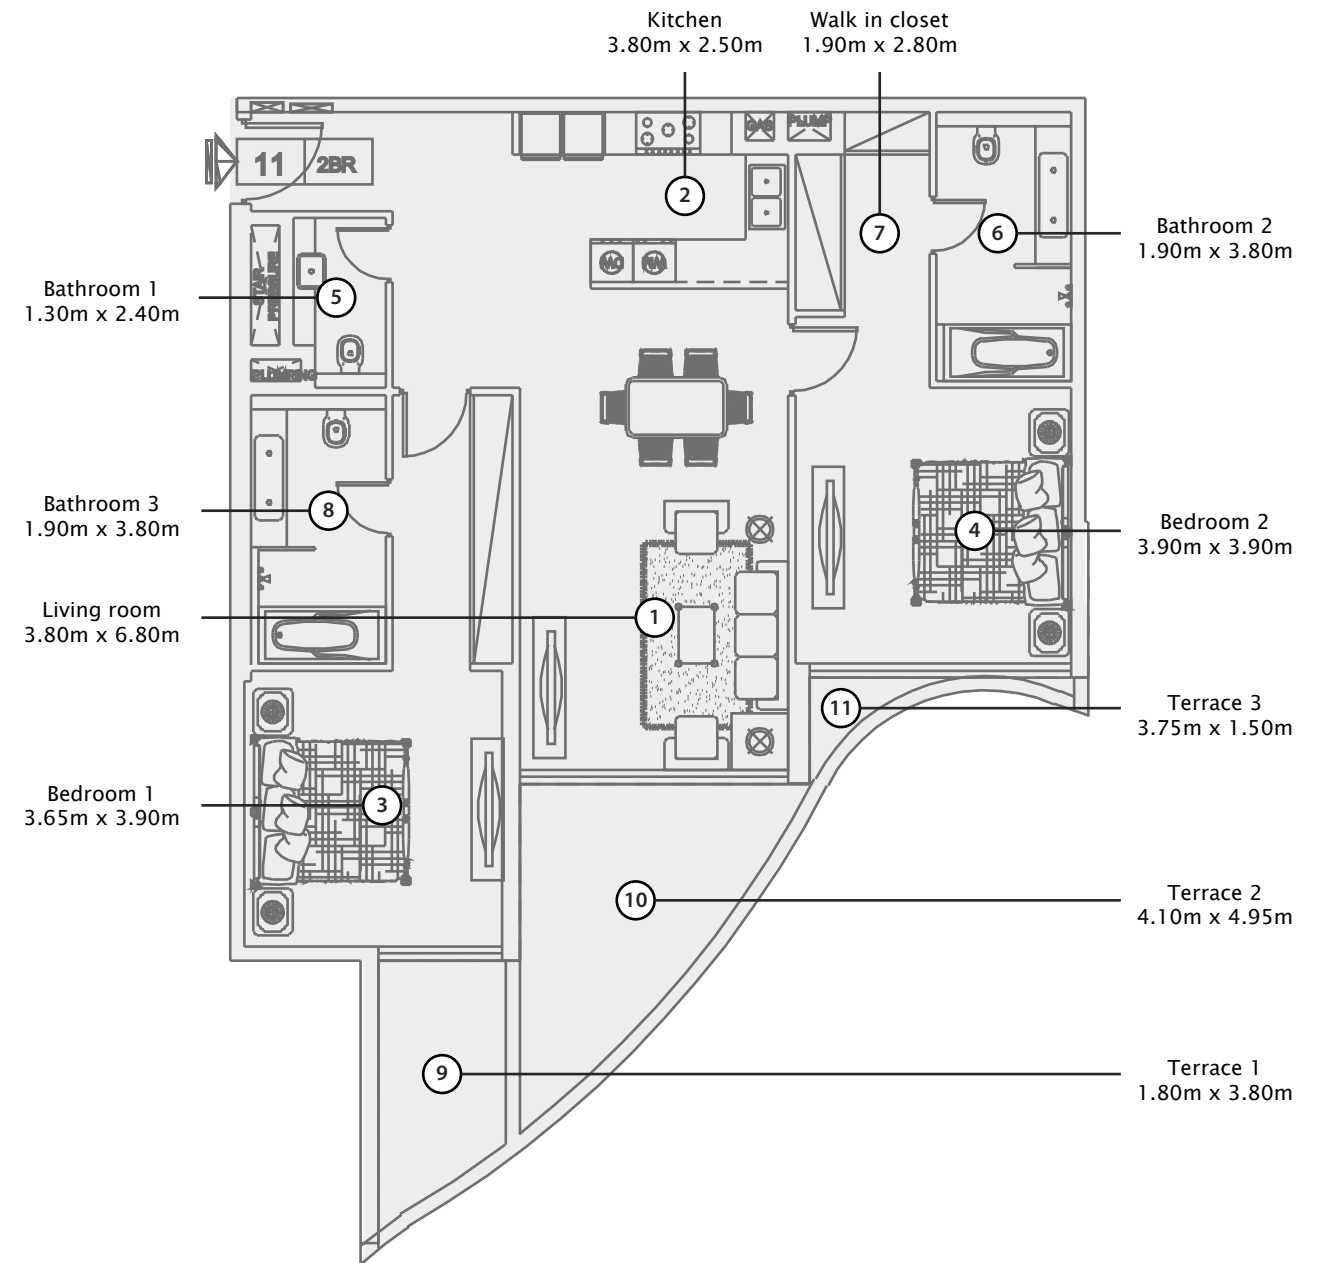 Kitchen
3.80m x 2.50m
Walk in closet
1.90m x 2.80m
11
2BR
GAS
PLUMP
2
7
6
Bathroom 2
1.90m x 3.80m
STAIR
PRESSURE
5
Bathroom 1
1.30m x 2.40m
Bathroom 3
1.90m x 3.80m
8
4
Bedroom 2
3.90m x 3.90m
Living room
3.80m x 6.80m
1
11
Terrace 3
3.75m x 1.50m
Bedroom 1
3.65m x 3.90m
3
10
Terrace 2
4.10m x 4.95m
9
Terrace 1
1.80m x 3.80m